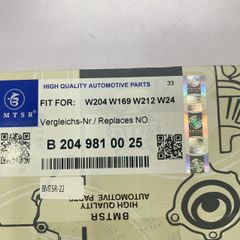 HIGH QUALITY AUTOMOTIVE PARTS 33
BMTSR®
FIT FOR: W204 W169 W212 W24
Vergleichs-Nr./ Replaces NO.
B 204 981 00 25
BMTSR-22
BMTSR
HIGH QUALITY
AUTOMOTIVE PARTS